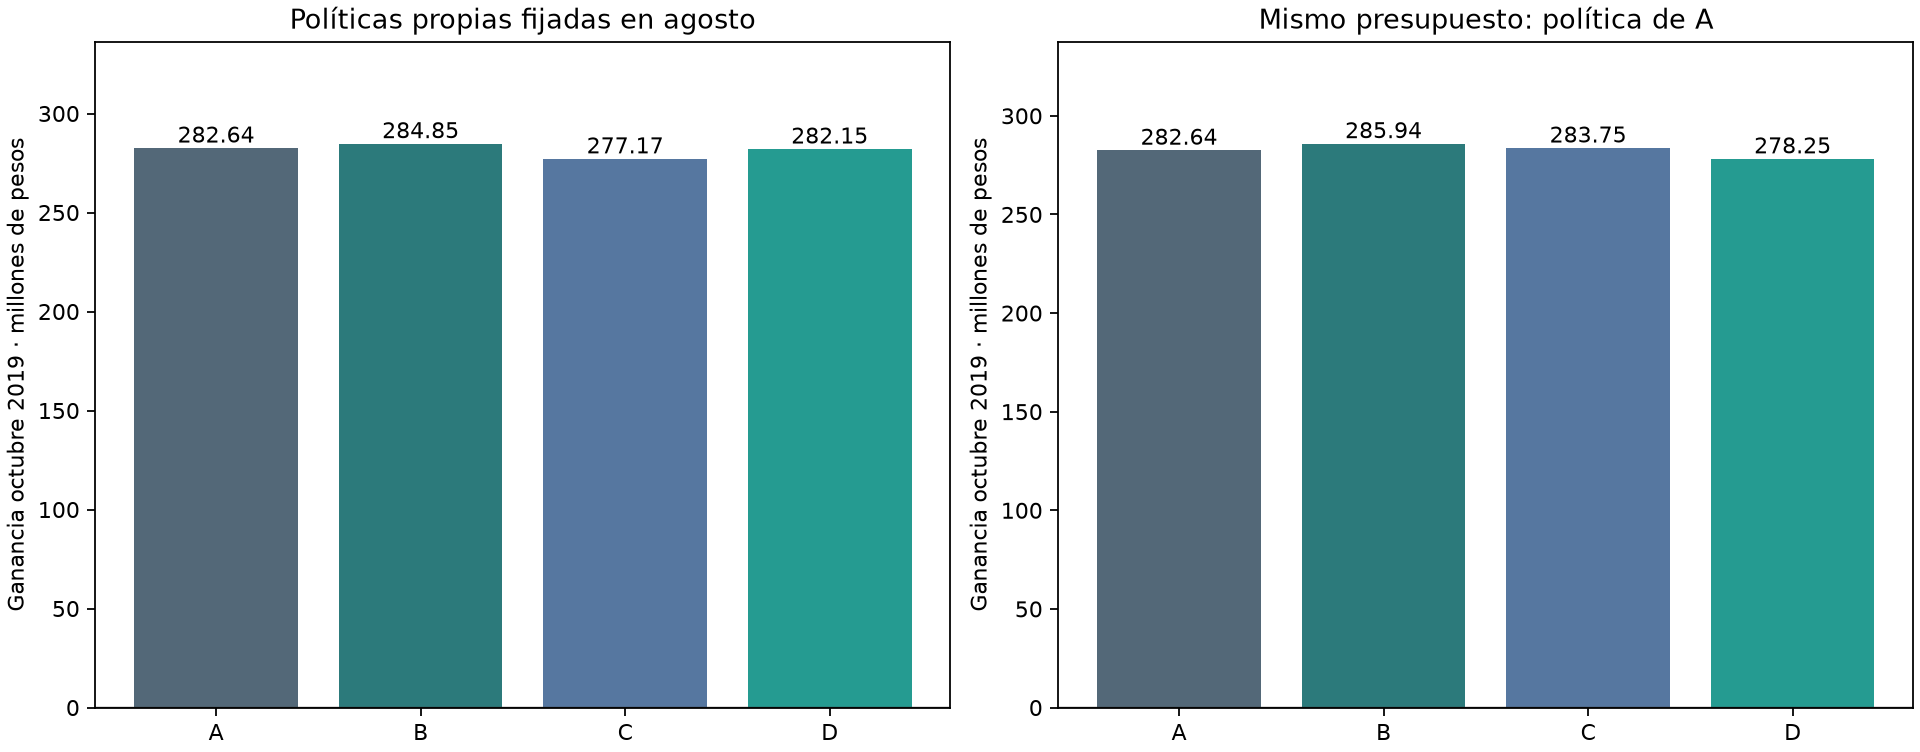 Políticas propias fijadas en agosto
Ganancia octubre 2019 · millones de pesos
300
250
200
150
100
50
0
282.64
284.85
277.17
282.15
A
B
C
D
Mismo presupuesto: política de A
Ganancia octubre 2019 · millones de pesos
300
250
200
150
100
50
0
282.64
285.94
283.75
278.25
A
B
C
D